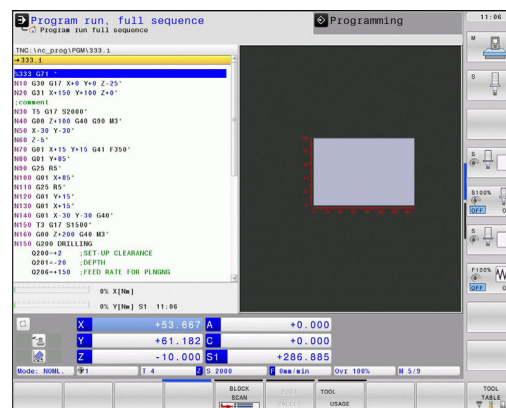 Program run, full sequence
Program run full sequence
Programming
11:06
TNC:\nc_prog\PGM\333.i
→333.i
%333 G71 *
N10 G30 G17 X+0 Y+0 Z-25*
N20 G31 X+150 Y+100 Z+0*
;comment
N30 T5 G17 S2000*
N40 G00 Z+100 G40 G90 M3*
N50 X-30 Y-30*
N60 Z-5*
N70 G01 X+15 Y+15 G41 F350*
N80 G01 Y+85*
N90 G25 R5*
N100 G01 X+85*
N110 G25 R5*
N120 G01 Y+15*
N130 G01 X+15*
N140 G01 X-30 Y-30 G40*
N150 T3 G17 S1500*
N160 G00 Z+200 G40 M3*
N150 G200 DRILLING
Q200=+2 ;SET-UP CLEARANCE
Q201=-20 ;DEPTH
Q206=+150 ;FEED RATE FOR PLNGNG
0% X[Nm]
0% Y[Nm] S1 11:06
X +53.667 A +0.000
Y +61.182 C +0.000
Z -10.000 S1 +286.885
Mode: NOML. 1 T 4 Z S 2000 F 0mm/min Ovr 100% M 5/9
M
S
S
S100%
OFF
S
F100%
OFF
BLOCK
SCAN
TOOL
USAGE
TOOL
TABLE